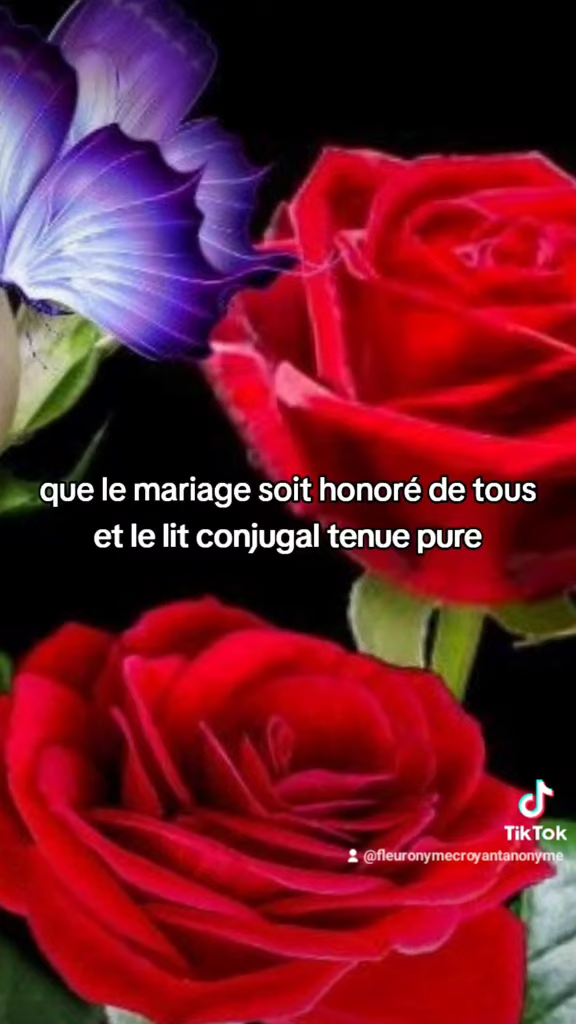 que le mariage soit honoré de tous
et le lit conjugal tenue pure
TikTok
@fleuronymecroyantanonyme